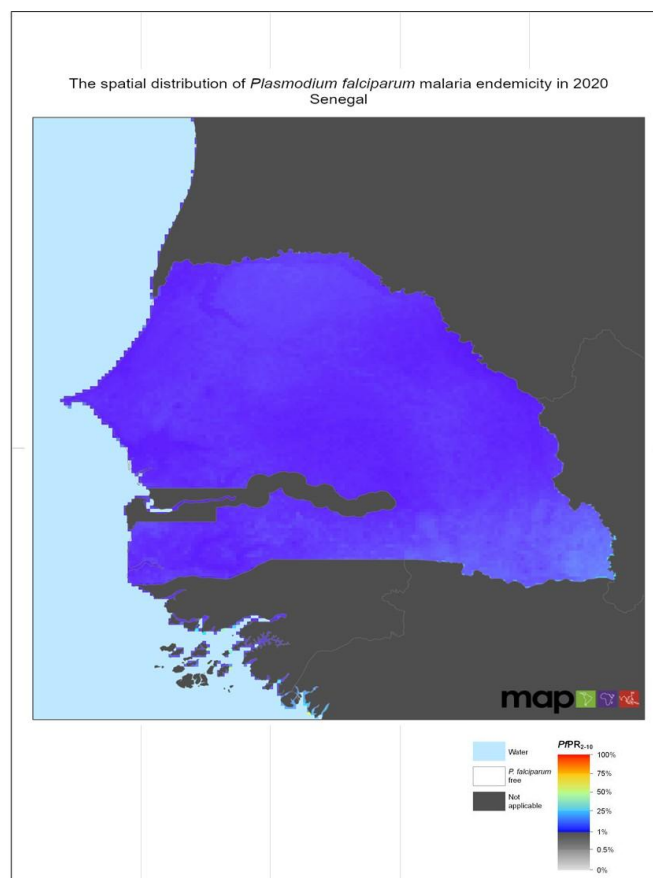 The spatial distribution of Plasmodium falciparum malaria endemicity in 2020
Senegal
map
Water
P. falciparum
free
Not
applicable
PfPR2-10
100%
75%
50%
25%
1%
0.5%
0%